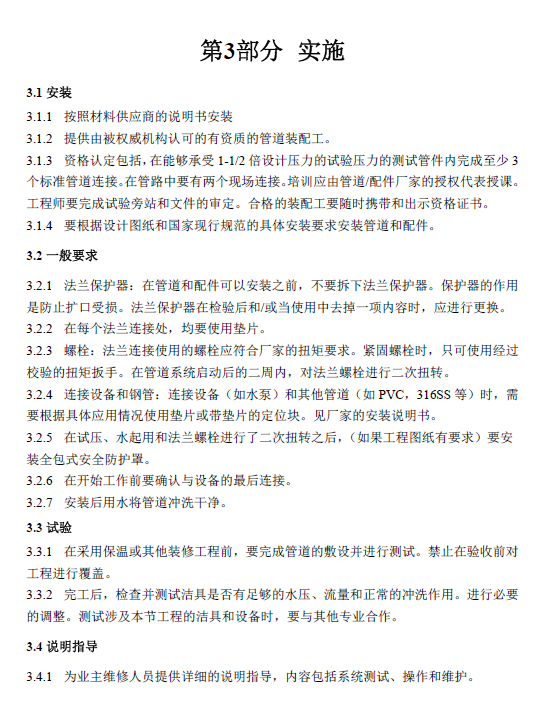 第3部分 实施
3.1 安装
3.1.1 按照材料供应商的说明书安装
3.1.2 提供由被权威机构认可的有资质的管道装配工。
3.1.3 资格认定包括，在能够承受 1-1/2 倍设计压力的试验压力的测试管件内完成至少 3
个标准管道连接。在管路中要有两个现场连接。培训应由管道/配件厂家的授权代表授课。
工程师要完成试验旁站和文件的审定。合格的装配工要随时携带和出示资格证书。
3.1.4 要根据设计图纸和国家现行规范的具体安装要求安装管道和配件。
3.2 一般要求
3.2.1 法兰保护器：在管道和配件可以安装之前，不要拆下法兰保护器。保护器的作用
是防止扩口受损。法兰保护器在检验后和/或当使用中去掉一项内容时，应进行更换。
3.2.2 在每个法兰连接处，均要使用垫片。
3.2.3 螺栓：法兰连接使用的螺栓应符合厂家的扭矩要求。紧固螺栓时，只可使用经过
校验的扭矩扳手。在管道系统启动后的二周内，对法兰螺栓进行二次扭转。
3.2.4 连接设备和钢管：连接设备（如水泵）和其他管道（如 PVC，316SS 等）时，需
要根据具体应用情况使用垫片或带垫片的定位块。见厂家的安装说明书。
3.2.5 在试压、水起用和法兰螺栓进行了二次扭转之后，（如果工程图纸有要求）要安
装全包式安全防护罩。
3.2.6 在开始工作前要确认与设备的最后连接。
3.2.7 安装后用水将管道冲洗干净。
3.3 试验
3.3.1 在采用保温或其他装修工程前，要完成管道的敷设并进行测试。禁止在验收前对
工程进行覆盖。
3.3.2 完工后，检查并测试洁具是否有足够的水压、流量和正常的冲洗作用。进行必要
的调整。测试涉及本节工程的洁具和设备时，要与其他专业合作。
3.4 说明指导
3.4.1 为业主维修人员提供详细的说明指导，内容包括系统测试、操作和维护。